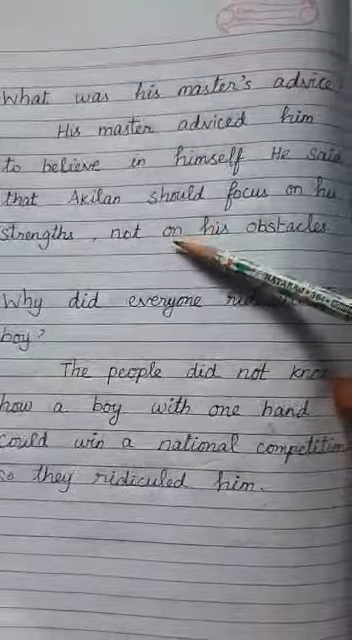 What was his master's advice
His master adviced him
to believe in himself He said
that Akilan should focus on his
strengths, not on his obstacles
Why did everyone
boy?
The people did not
how a boy with one hand
could win a national competition
so they ridiculed him.
NATARAJ